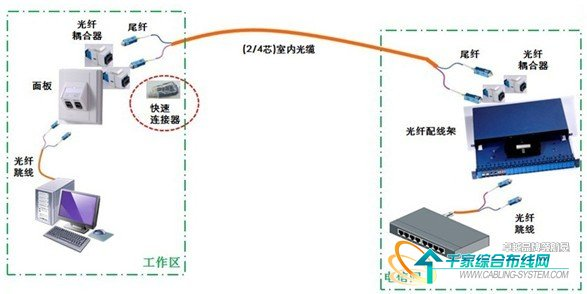 光纤
耦合器
尾纤
(2/4芯)室内光缆
尾纤
光纤
耦合器
面板
快速
连接器
光纤配线架
光纤
跳线
光纤
跳线
工作区
千家综合布线网
WWW.CABLING-SYSTEM.COM